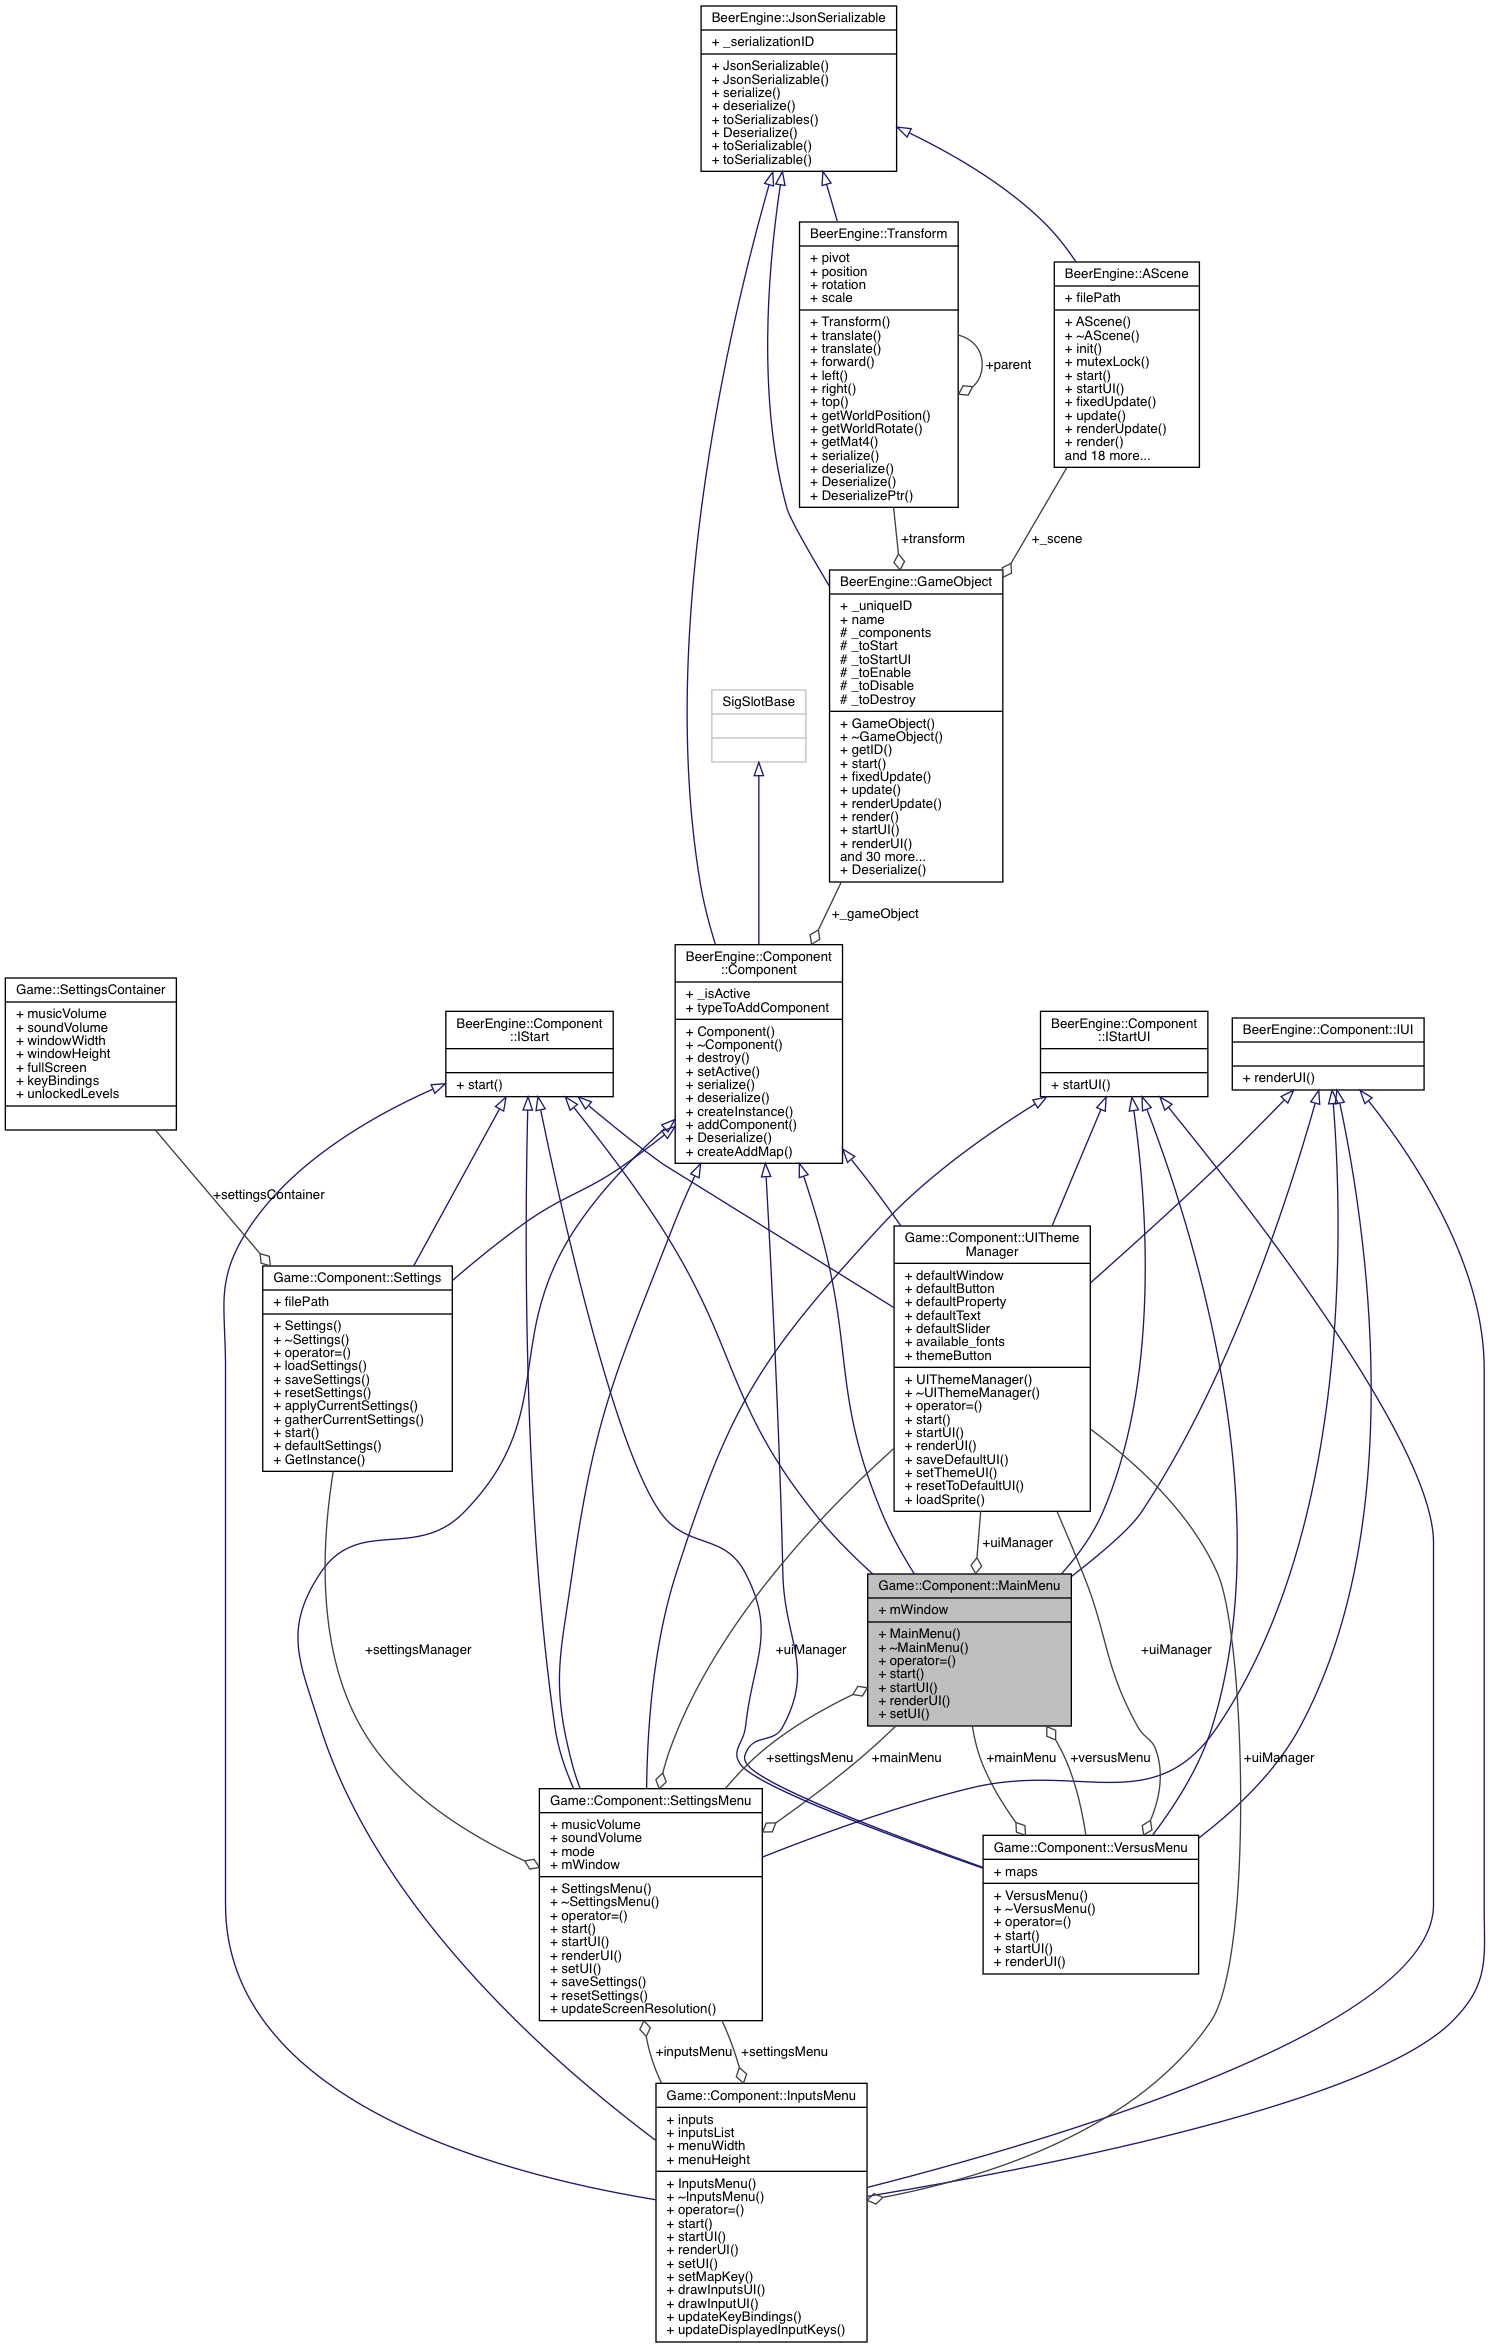 BeerEngine::JsonSerializable
+ _serializationID
+ JsonSerializable()
+ JsonSerializable()
+ serialize()
+ deserialize()
+ toSerializables()
+ Deserialize()
+ toSerializable()
+ toSerializable()
BeerEngine::Transform
+ pivot
+ position
+ rotation
+ scale
+ Transform()
+ translate()
+ translate()
+ forward()
+ left()
+ right()
+ top()
+ getWorldPosition()
+ getWorldRotate()
+ getMat4()
+ serialize()
+ deserialize()
+ Deserialize()
+ DeserializePtr()
+parent
BeerEngine::AScene
+ filePath
+ AScene()
+ ~AScene()
+ init()
+ mutexLock()
+ start()
+ startUI()
+ fixedUpdate()
+ update()
+ renderUpdate()
+ render()
and 18 more...
+transform
+_scene
BeerEngine::GameObject
+ _uniqueID
+ name
# _components
# _toStart
# _toStartUI
# _toEnable
# _toDisable
# _toDestroy
+ GameObject()
+ ~GameObject()
+ getID()
+ start()
+ fixedUpdate()
+ update()
+ renderUpdate()
+ render()
+ startUI()
+ renderUI()
and 30 more...
+ Deserialize()
SigSlotBase
+_gameObject
BeerEngine::Component
::Component
+ _isActive
+ typeToAddComponent
+ Component()
+ ~Component()
+ destroy()
+ setActive()
+ serialize()
+ deserialize()
+ createInstance()
+ addComponent()
+ Deserialize()
+ createAddMap()
Game::SettingsContainer
+ musicVolume
+ soundVolume
+ windowWidth
+ windowHeight
+ fullScreen
+ keyBindings
+ unlockedLevels
BeerEngine::Component
::IStart
+ start()
BeerEngine::Component
::IStartUI
+ startUI()
BeerEngine::Component::IUI
+ renderUI()
+settingsContainer
Game::Component::Settings
+ filePath
+ Settings()
+ ~Settings()
+ operator=()
+ loadSettings()
+ saveSettings()
+ resetSettings()
+ applyCurrentSettings()
+ gatherCurrentSettings()
+ start()
+ defaultSettings()
+ GetInstance()
Game::Component::UITheme
Manager
+ defaultWindow
+ defaultButton
+ defaultProperty
+ defaultText
+ defaultSlider
+ available_fonts
+ themeButton
+ UIThemeManager()
+ ~UIThemeManager()
+ operator=()
+ start()
+ startUI()
+ renderUI()
+ saveDefaultUI()
+ setThemeUI()
+ resetToDefaultUI()
+ loadSprite()
+uiManager
Game::Component::MainMenu
+ mWindow
+ MainMenu()
+ ~MainMenu()
+ operator=()
+ start()
+ startUI()
+ renderUI()
+ setUI()
+settingsManager
+uiManager
+uiManager
+settingsMenu
+mainMenu
+mainMenu
+versusMenu
+uiManager
Game::Component::SettingsMenu
+ musicVolume
+ soundVolume
+ mode
+ mWindow
+ SettingsMenu()
+ ~SettingsMenu()
+ operator=()
+ start()
+ startUI()
+ renderUI()
+ setUI()
+ saveSettings()
+ resetSettings()
+ updateScreenResolution()
Game::Component::VersusMenu
+ maps
+ VersusMenu()
+ ~VersusMenu()
+ operator=()
+ start()
+ startUI()
+ renderUI()
+inputsMenu
+settingsMenu
Game::Component::InputsMenu
+ inputs
+ inputsList
+ menuWidth
+ menuHeight
+ InputsMenu()
+ ~InputsMenu()
+ operator=()
+ start()
+ startUI()
+ renderUI()
+ setUI()
+ setMapKey()
+ drawInputsUI()
+ drawInputUI()
+ updateKeyBindings()
+ updateDisplayedInputKeys()